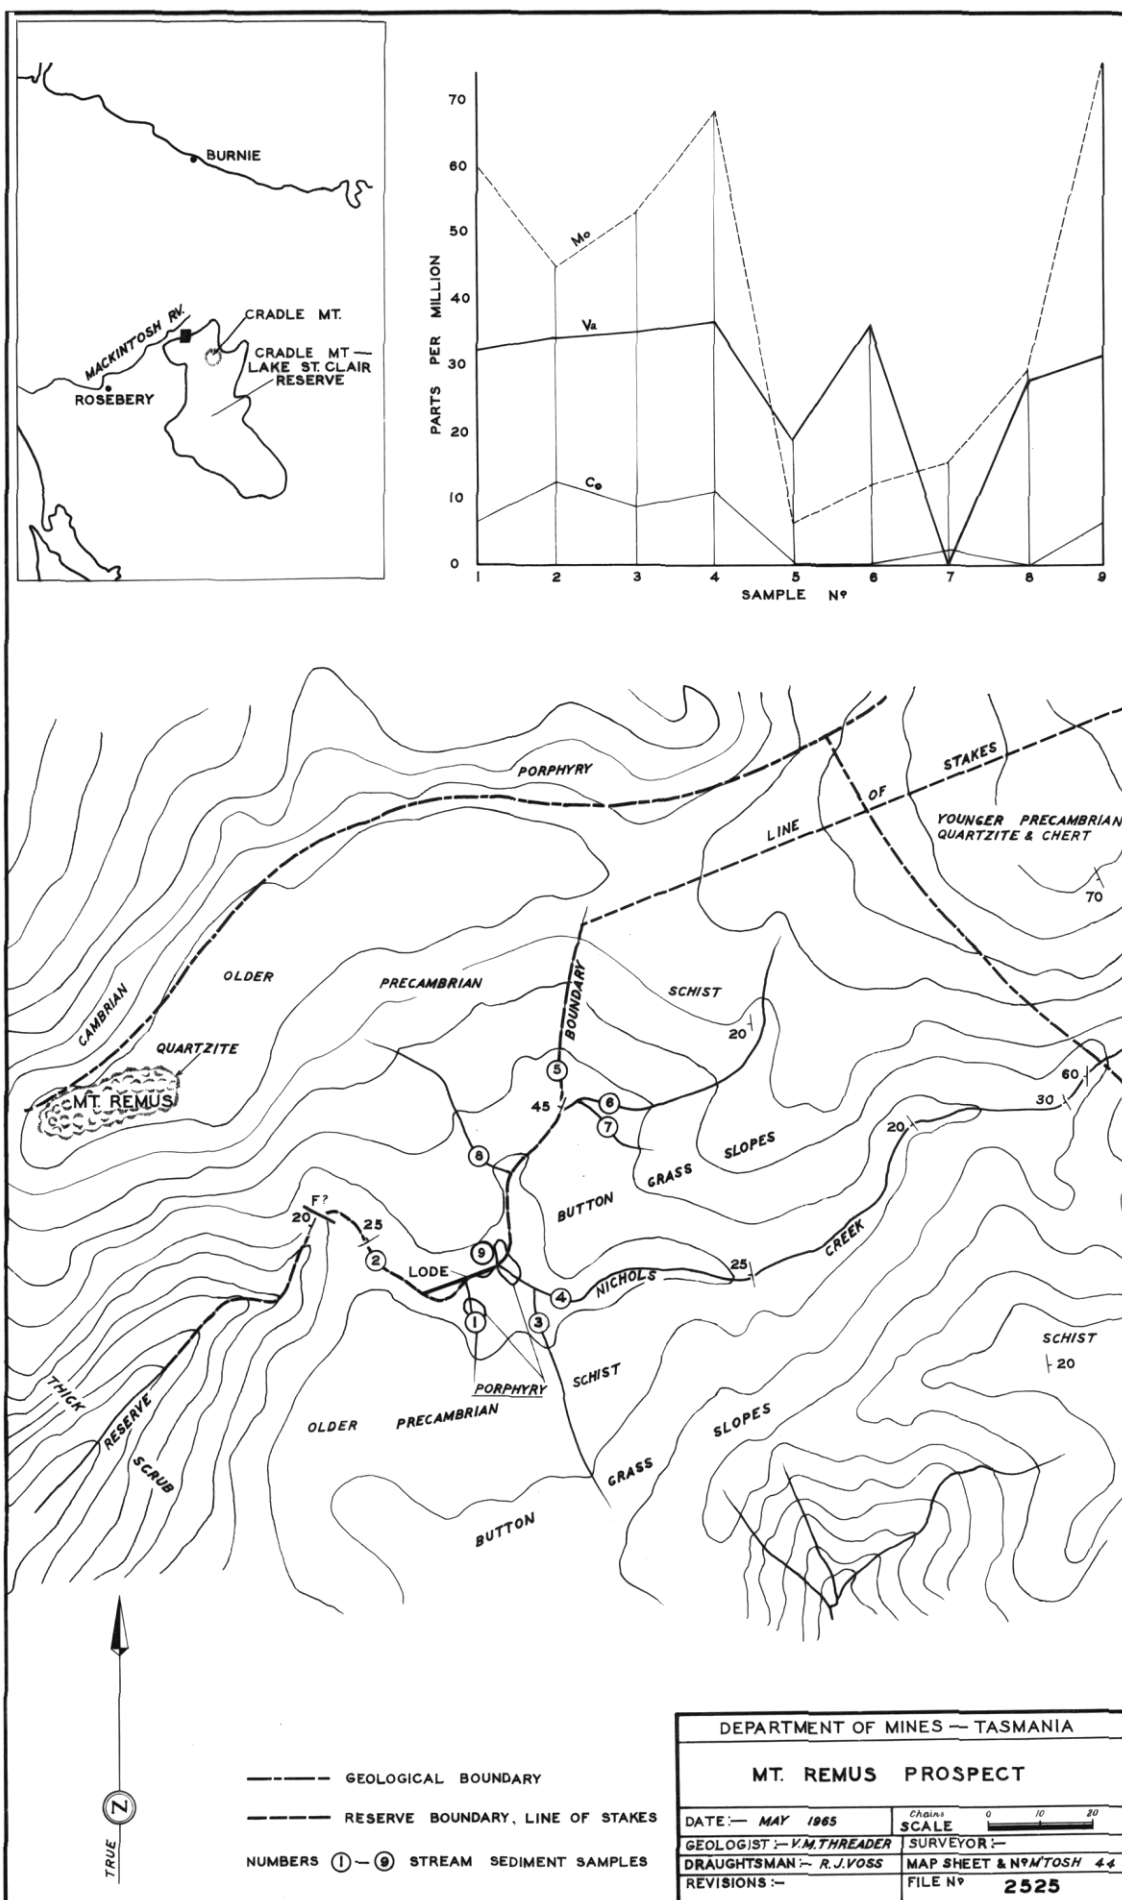 BURNIE
MACKINTOSH RV.
CRADLE MT.
CRADLE MT —
LAKE ST. CLAIR
RESERVE
ROSEBERY
PARTS PER MILLION
70
60
50
40
30
20
10
0
Mo
Va
Co
1 2 3 4 5 6 7 8 9
SAMPLE Nº
PORPHYRY
STAKES
OF
LINE
YOUNGER PRECAMBRIAN
QUARTZITE & CHERT
70
OLDER
PRECAMBRIAN
SCHIST
CAMBRIAN
BOUNDARY
20
QUARTZITE
MT. REMUS
5
45
6
7
60
30
20
8
SLOPES
GRASS
BUTTON
F?
20
25
2
9
LODE
CREEK
25
NICHOLS
4
1
3
SCHIST
20
PORPHYRY
SCHIST
THICK
RESERVE
SCRUB
OLDER
PRECAMBRIAN
SLOPES
GRASS
BUTTON
TRUE
N
GEOLOGICAL BOUNDARY
RESERVE BOUNDARY, LINE OF STAKES
NUMBERS 1 — 9 STREAM SEDIMENT SAMPLES
DEPARTMENT OF MINES — TASMANIA
MT. REMUS PROSPECT
DATE:— MAY 1965
Chains 0 10 20
SCALE
GEOLOGIST:— V.M. THREADER
SURVEYOR:—
DRAUGHTSMAN:— R.J. VOSS
MAP SHEET & Nº M'TOSH 44
REVISIONS:—
FILE Nº 2525